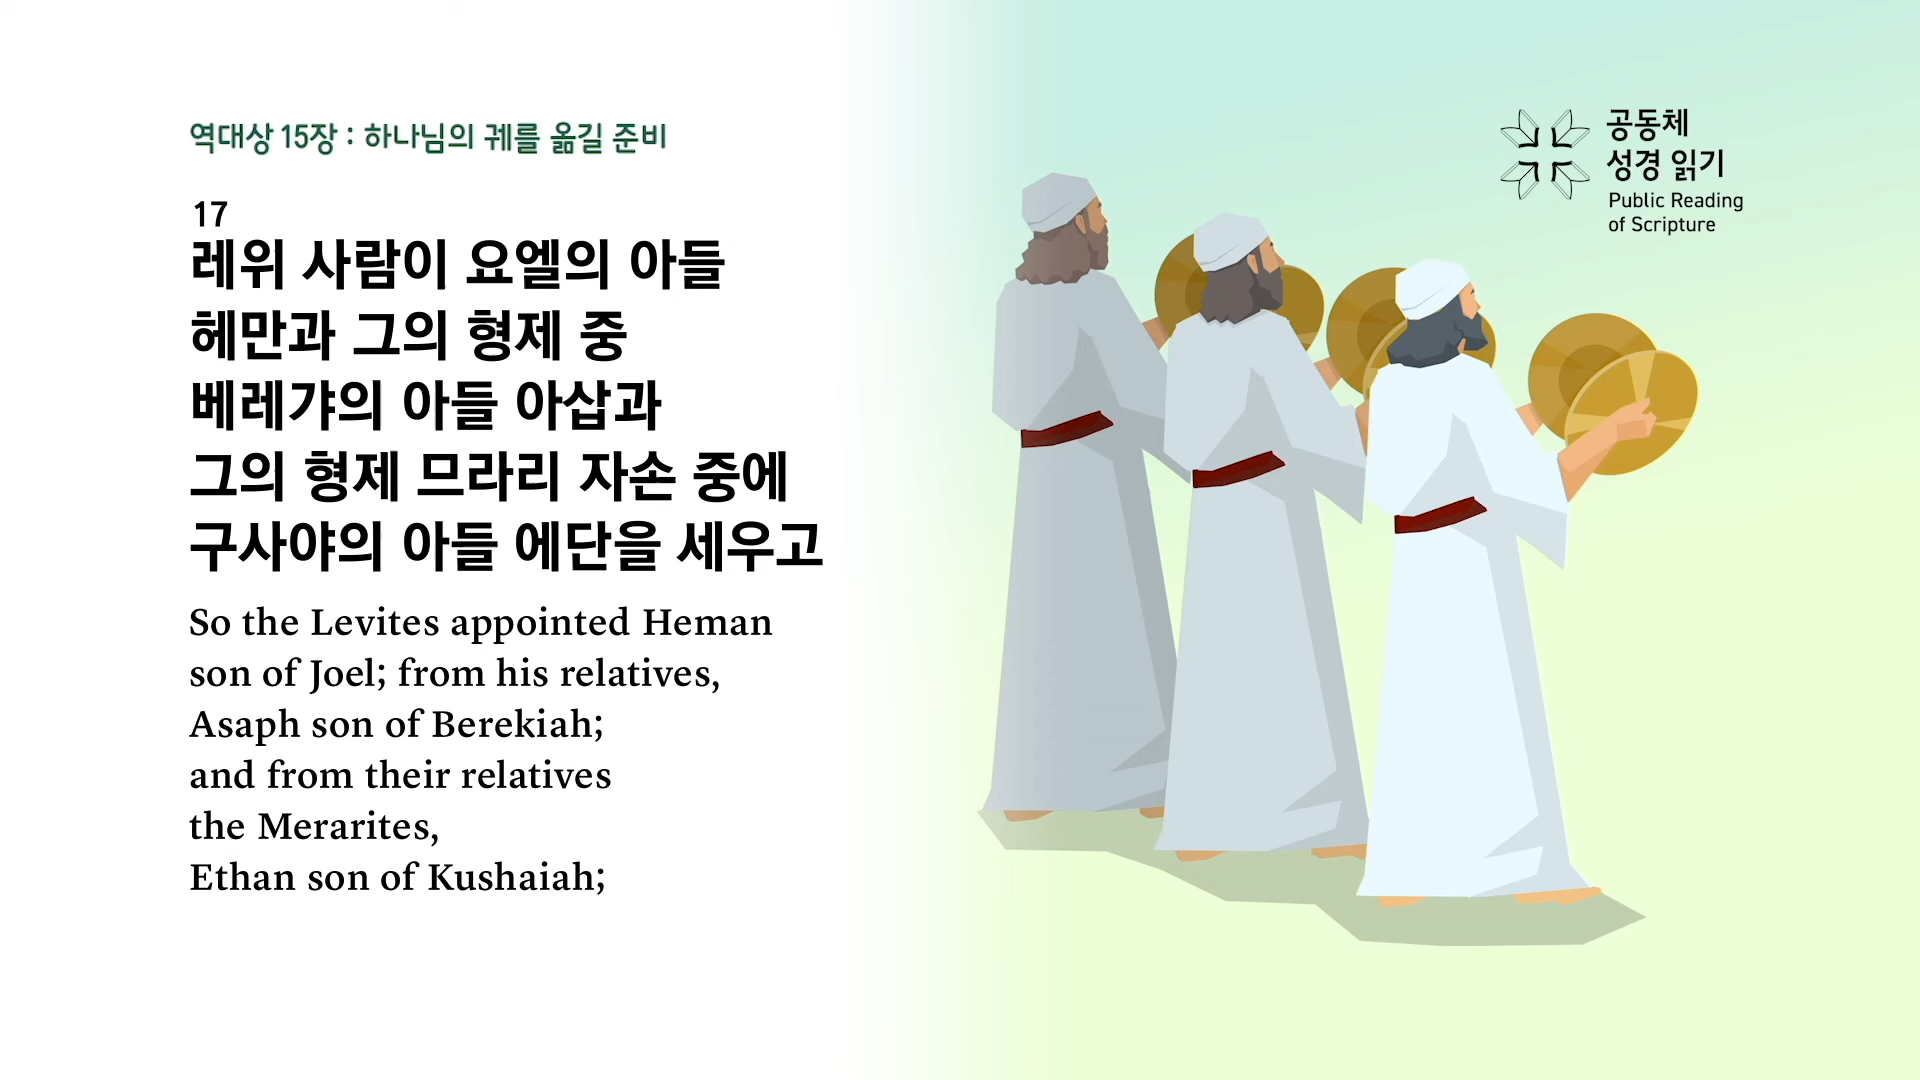 역대상 15장 : 하나님의 궤를 옮길 준비
17
레위 사람이 요엘의 아들
헤만과 그의 형제 중
베레갸의 아들 아삽과
그의 형제 므라리 자손 중에
구사야의 아들 에단을 세우고
So the Levites appointed Heman
son of Joel; from his relatives,
Asaph son of Berekiah;
and from their relatives
the Merarites,
Ethan son of Kushaiah;
공동체
성경 읽기
Public Reading
of Scripture